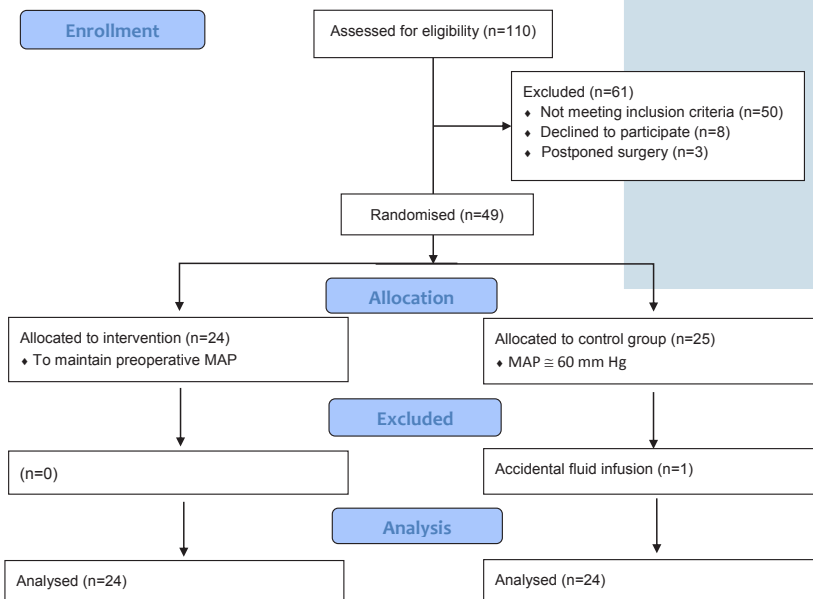 Enrollment
Assessed for eligibility (n=110)
Excluded (n=61)
♦ Not meeting inclusion criteria (n=50)
♦ Declined to participate (n=8)
♦ Postponed surgery (n=3)
Randomised (n=49)
Allocation
Allocated to intervention (n=24)
♦ To maintain preoperative MAP
Allocated to control group (n=25)
♦ MAP ≅ 60 mm Hg
Excluded
(n=0)
Accidental fluid infusion (n=1)
Analysis
Analysed (n=24)
Analysed (n=24)